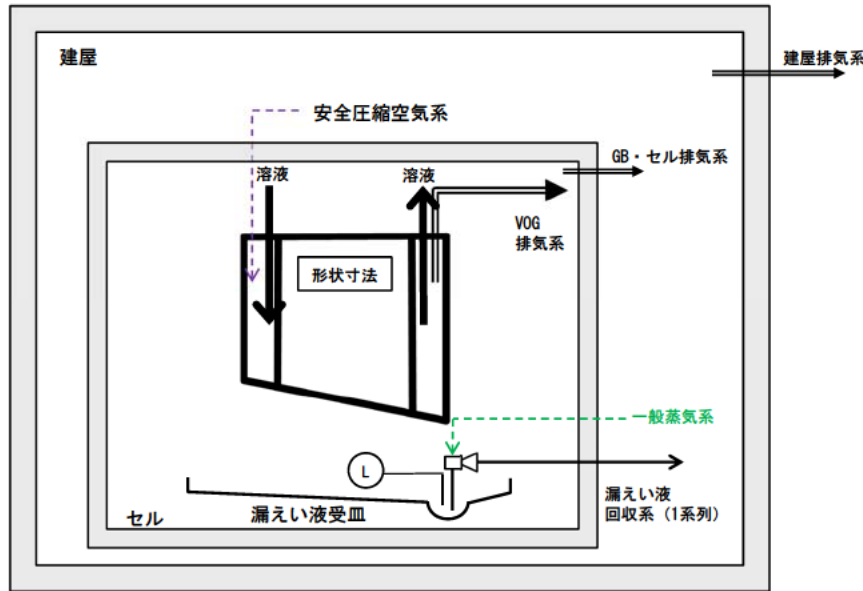 建屋
建屋排気系
安全圧縮空気系
GB・セル排気系
溶液
溶液
VOG
排気系
形状寸法
一般蒸気系
L
漏えい液
回収系（1系列）
セル
漏えい液受皿